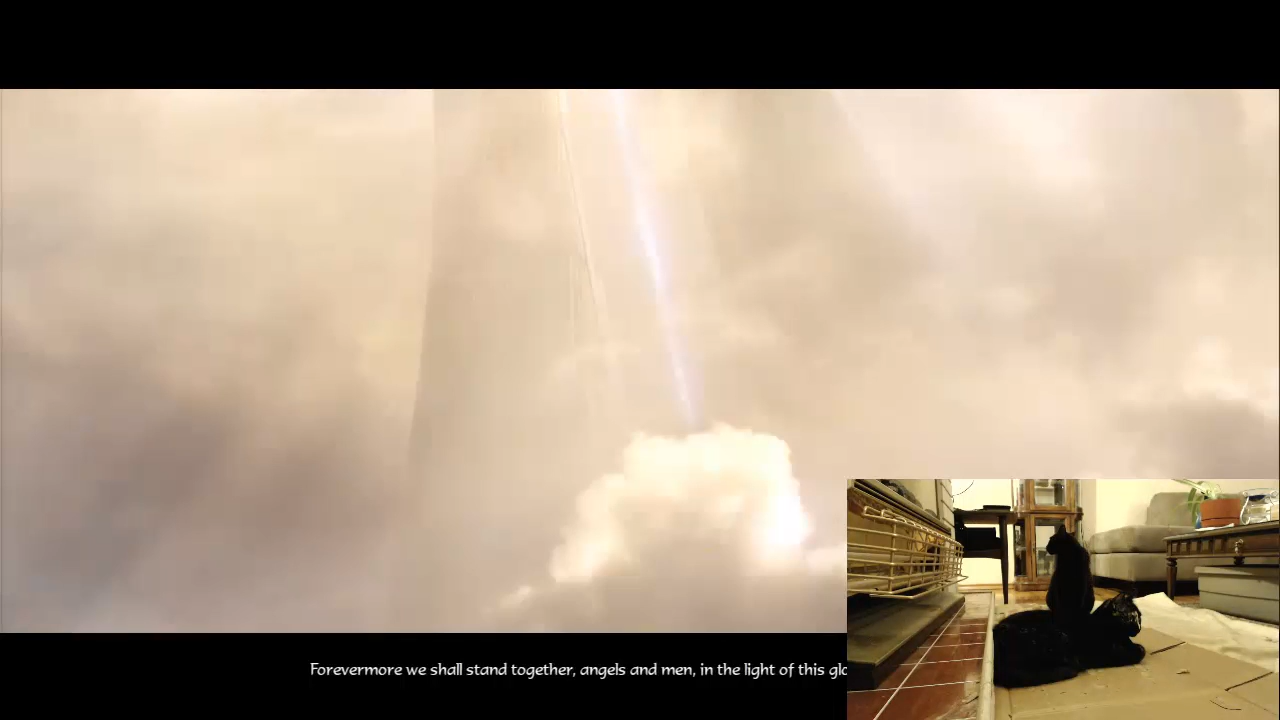 Forevermore we shall stand together, angels and men, in the light of this